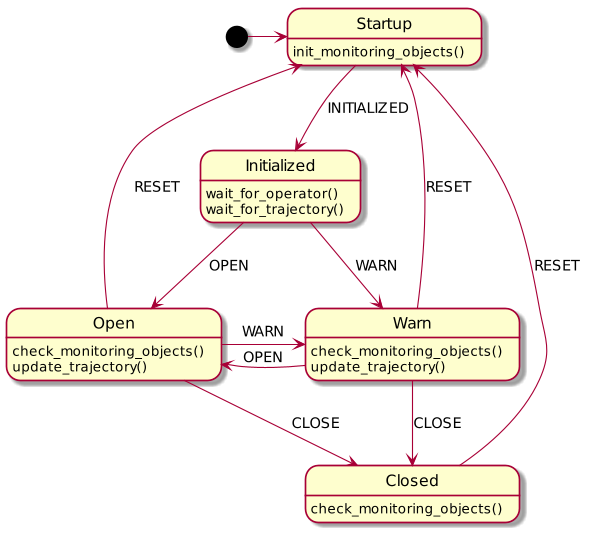 Startup
init_monitoring_objects()
INITIALIZED
Initialized
wait_for_operator()
wait_for_trajectory()
RESET
RESET
OPEN
WARN
RESET
Open
check_monitoring_objects()
update_trajectory()
WARN
OPEN
Warn
check_monitoring_objects()
update_trajectory()
CLOSE
CLOSE
Closed
check_monitoring_objects()